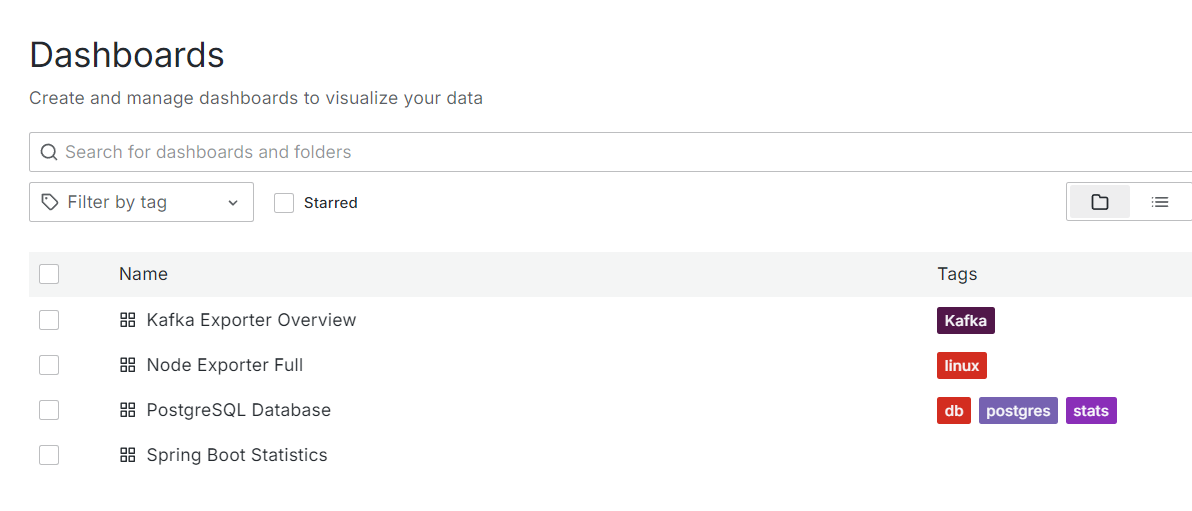 Dashboards
Create and manage dashboards to visualize your data
Search for dashboards and folders
Filter by tag Starred
Name Tags
Kafka Exporter Overview Kafka
Node Exporter Full linux
PostgreSQL Database db postgres stats
Spring Boot Statistics